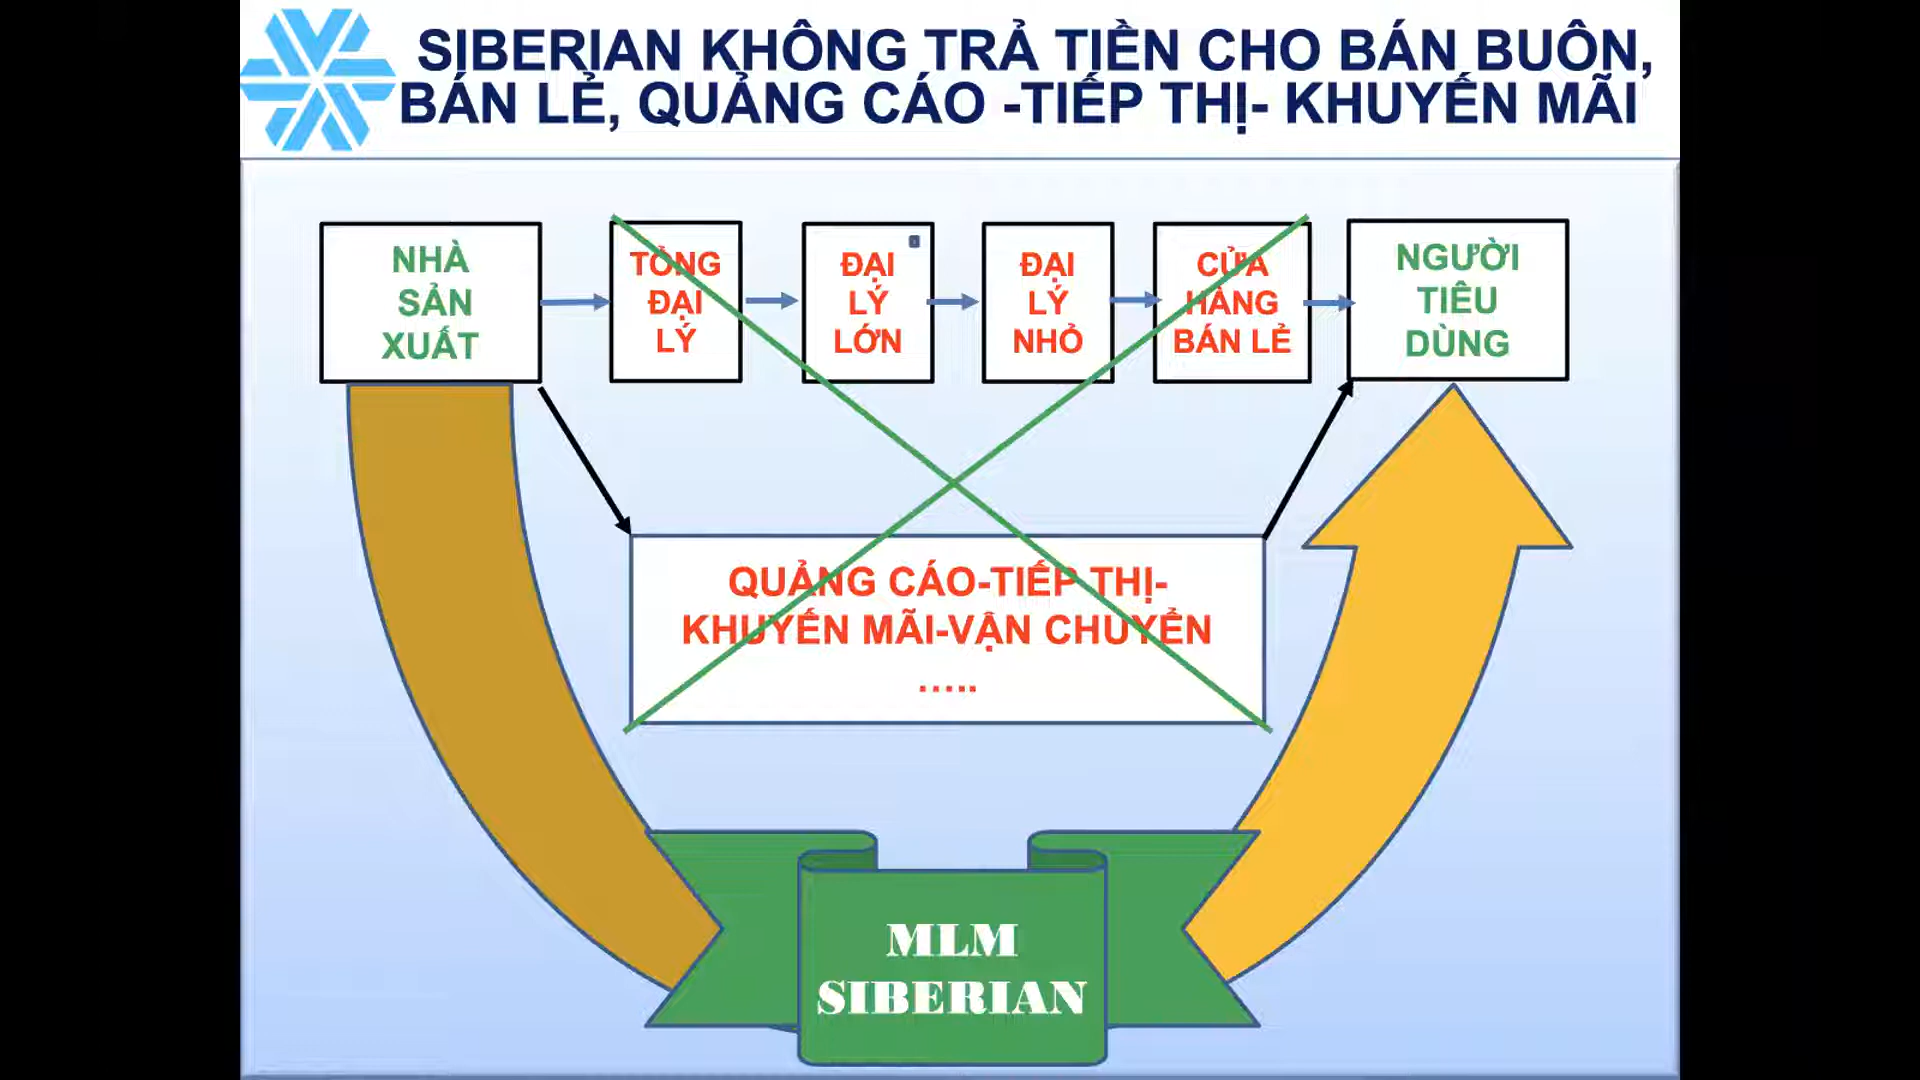 SIBERIAN KHÔNG TRẢ TIỀN CHO BÁN BUÔN,
BÁN LẺ, QUẢNG CÁO -TIẾP THỊ- KHUYẾN MÃI
NHÀ
SẢN
XUẤT
TỔNG
ĐẠI
LÝ
ĐẠI
LÝ
LỚN
ĐẠI
LÝ
NHỎ
CỬA
HÀNG
BÁN LẺ
NGƯỜI
TIÊU
DÙNG
QUẢNG CÁO-TIẾP THỊ-
KHUYẾN MÃI-VẬN CHUYỂN
…..
MLM
SIBERIAN